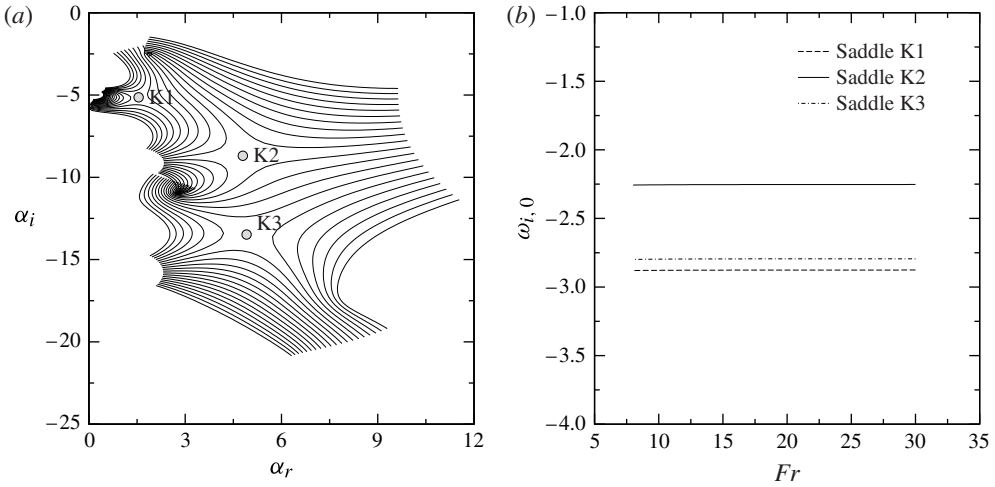 (a)
0
−5
−10
−15
−20
−25
α_i
K1
K2
K3
0 3 6 9 12
α_r
(b)
−1.0
−1.5
−2.0
−2.5
−3.0
−3.5
−4.0
ω_{i, 0}
Saddle K1
Saddle K2
Saddle K3
5 10 15 20 25 30 35
Fr